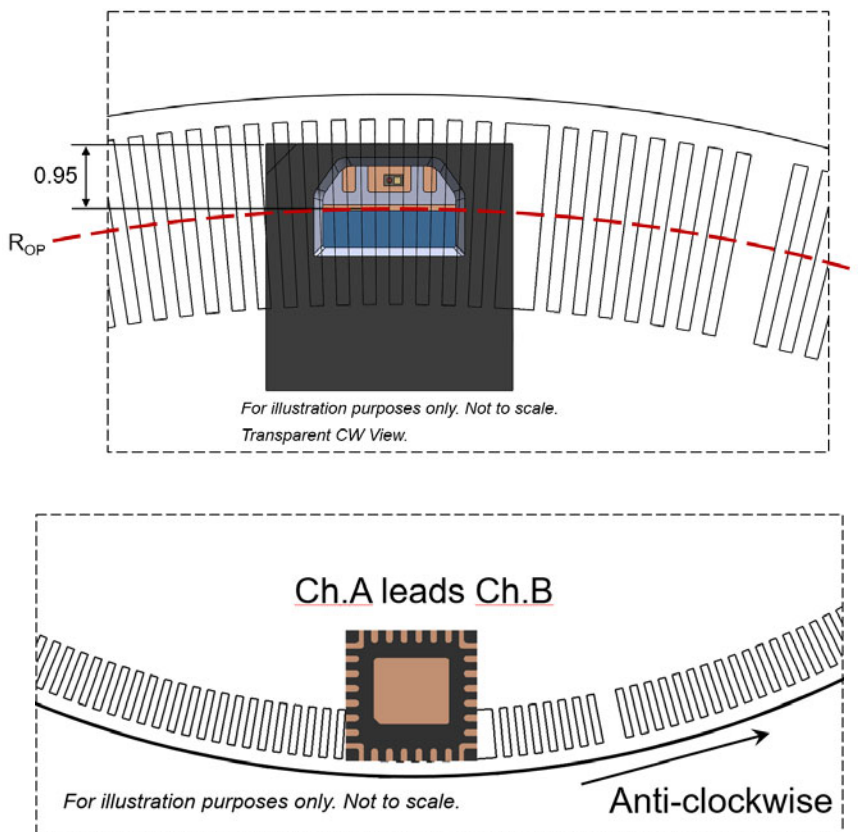 0.95
R_OP
For illustration purposes only. Not to scale.
Transparent CW View.
Ch.A leads Ch.B
For illustration purposes only. Not to scale.
Anti-clockwise